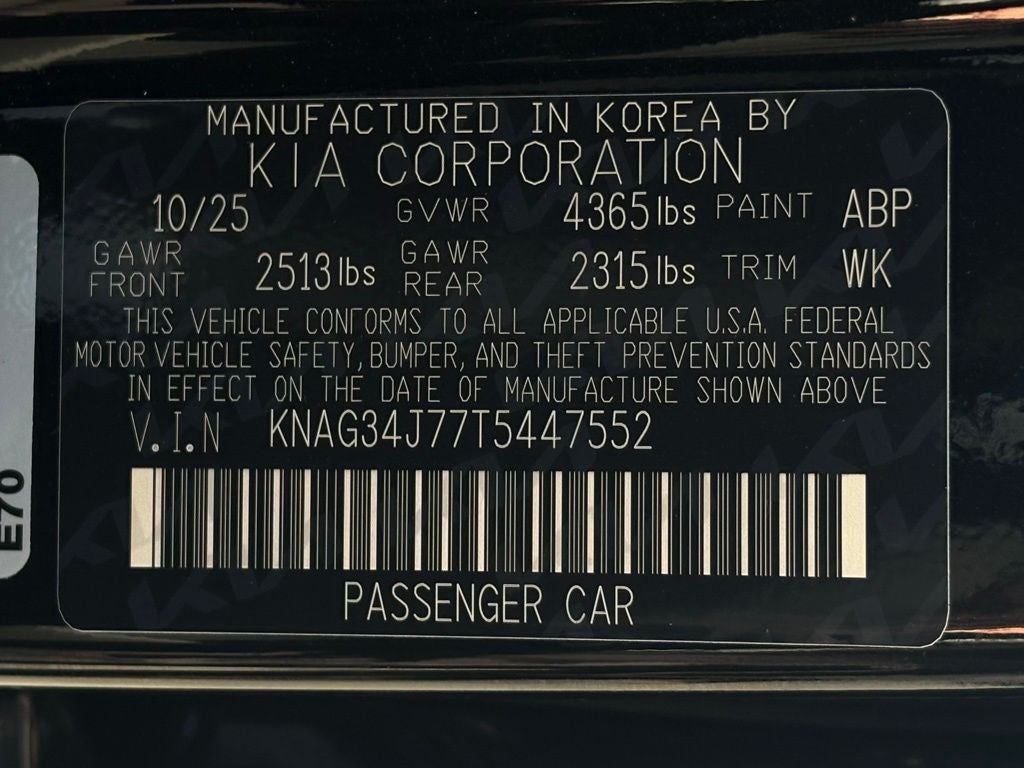 MANUFACTURED IN KOREA BY
KIA CORPORATION
10/25 GVWR 4365 lbs PAINT ABP
GAWR FRONT 2513 lbs GAWR REAR 2315 lbs TRIM WK
THIS VEHICLE CONFORMS TO ALL APPLICABLE U.S.A. FEDERAL
MOTOR VEHICLE SAFETY, BUMPER, AND THEFT PREVENTION STANDARDS
IN EFFECT ON THE DATE OF MANUFACTURE SHOWN ABOVE
V.I.N KNAG34J77T5447552
PASSENGER CAR
E70